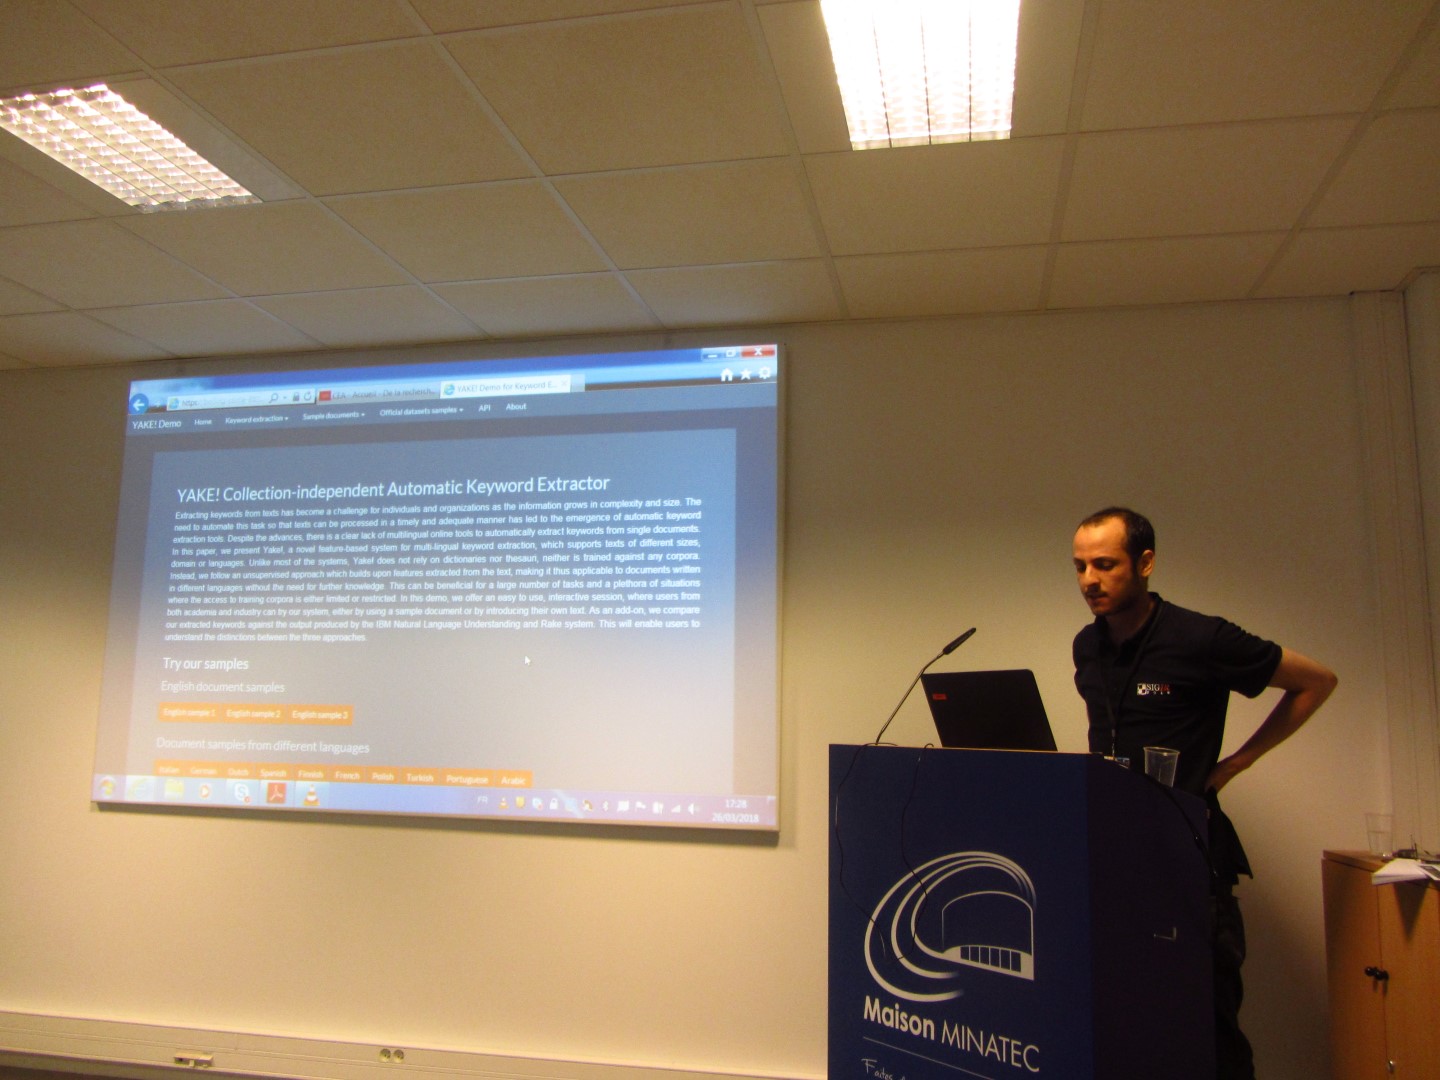 YAKE! Demo for Keyword E...
YAKE! Demo Home Keyword extraction Sample documents Official datasets samples API About
YAKE! Collection-independent Automatic Keyword Extractor
Extracting keywords from texts has become a challenge for individuals and organizations as the information grows in complexity and size. The
need to automate this task so that texts can be processed in a timely and adequate manner has led to the emergence of automatic keyword
extraction tools. Despite the advances, there is a clear lack of multilingual online tools to automatically extract keywords from single documents.
In this paper, we present Yake!, a novel feature-based system for multi-lingual keyword extraction, which supports texts of different sizes,
domain or languages. Unlike most of the systems, Yake! does not rely on dictionaries nor thesauri, neither is trained against any corpora.
Instead, we follow an unsupervised approach which builds upon features extracted from the text, making it thus applicable to documents written
in different languages without the need for further knowledge. This can be beneficial for a large number of tasks and a plethora of situations
where the access to training corpora is either limited or restricted. In this demo, we offer an easy to use, interactive session, where users from
both academia and industry can try our system, either by using a sample document or by introducing their own text. As an add-on, we compare
our extracted keywords against the output produced by the IBM Natural Language Understanding and Rake system. This will enable users to
understand the distinctions between the three approaches.
Try our samples
English document samples
English sample 1 English sample 2 English sample 3
Document samples from different languages
Italian German Dutch Spanish Finnish French Polish Turkish Portuguese Arabic
FR
17:28
26/03/2018
Maison MINATEC
Faites